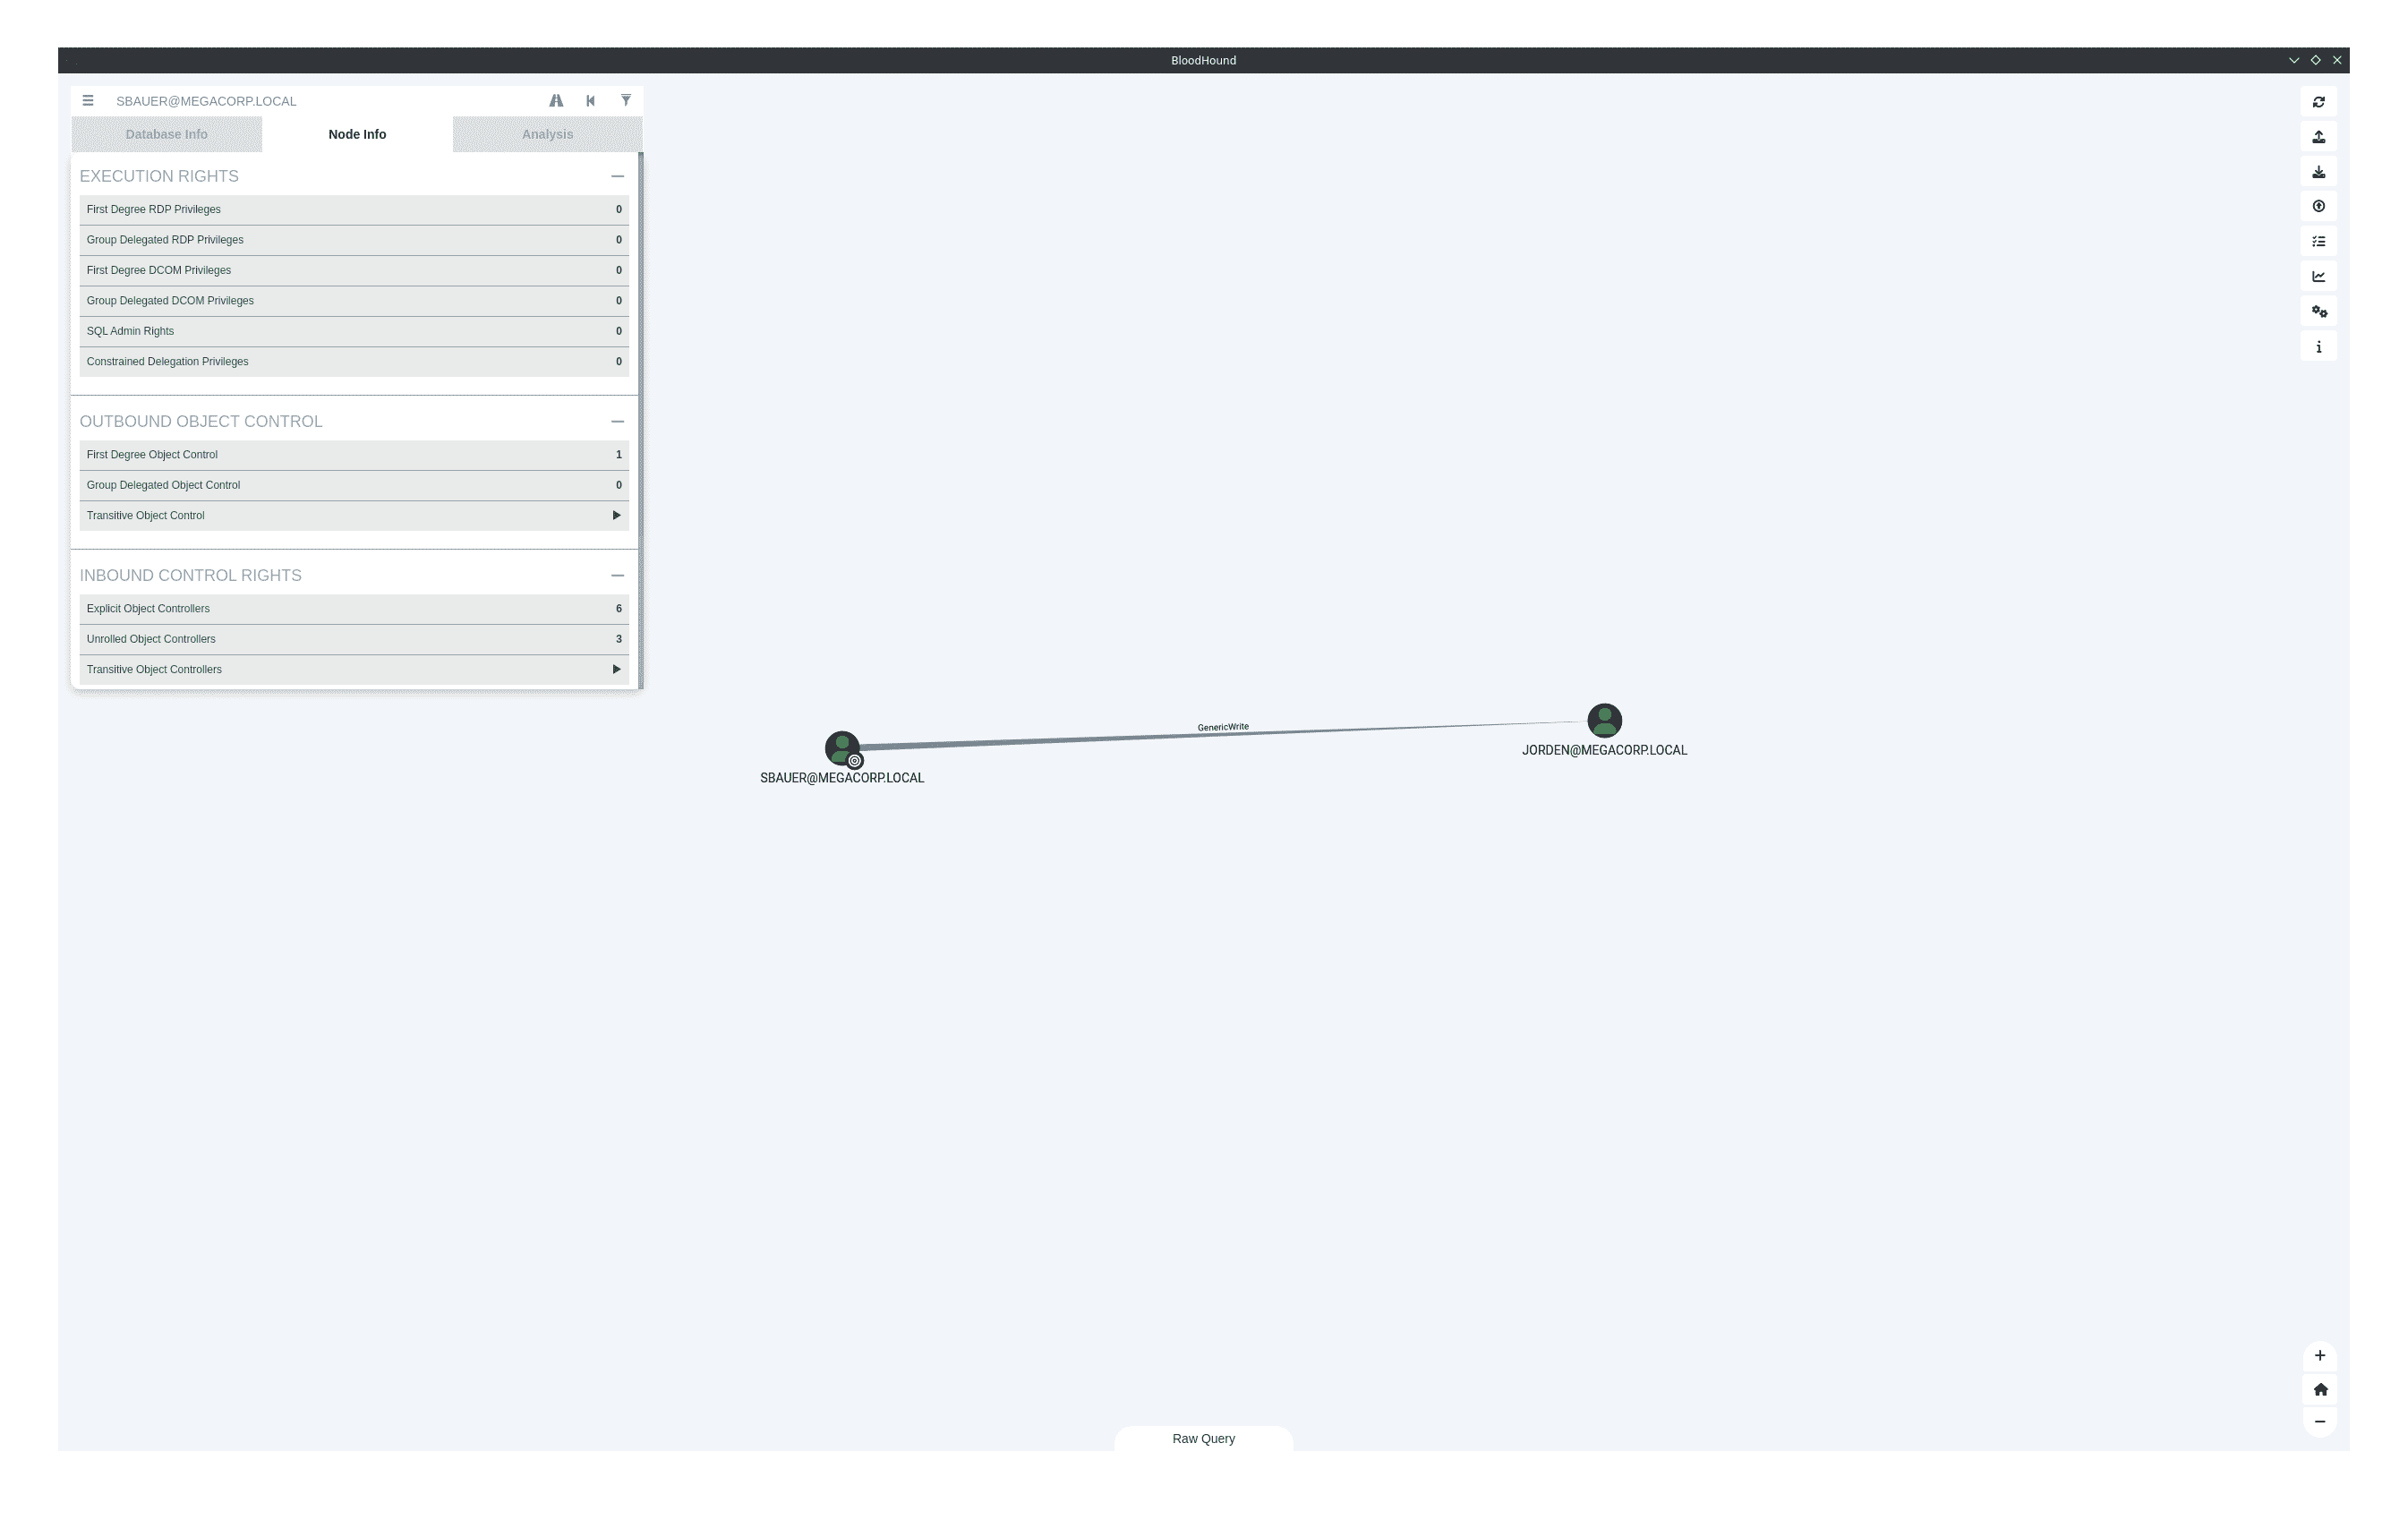 BloodHound
SBAUER@MEGACORP.LOCAL
Database Info
Node Info
Analysis
EXECUTION RIGHTS
First Degree RDP Privileges 0
Group Delegated RDP Privileges 0
First Degree DCOM Privileges 0
Group Delegated DCOM Privileges 0
SQL Admin Rights 0
Constrained Delegation Privileges 0
OUTBOUND OBJECT CONTROL
First Degree Object Control 1
Group Delegated Object Control 0
Transitive Object Control
INBOUND CONTROL RIGHTS
Explicit Object Controllers 6
Unrolled Object Controllers 3
Transitive Object Controllers
GenericWrite
JORDEN@MEGACORP.LOCAL
SBAUER@MEGACORP.LOCAL
Raw Query